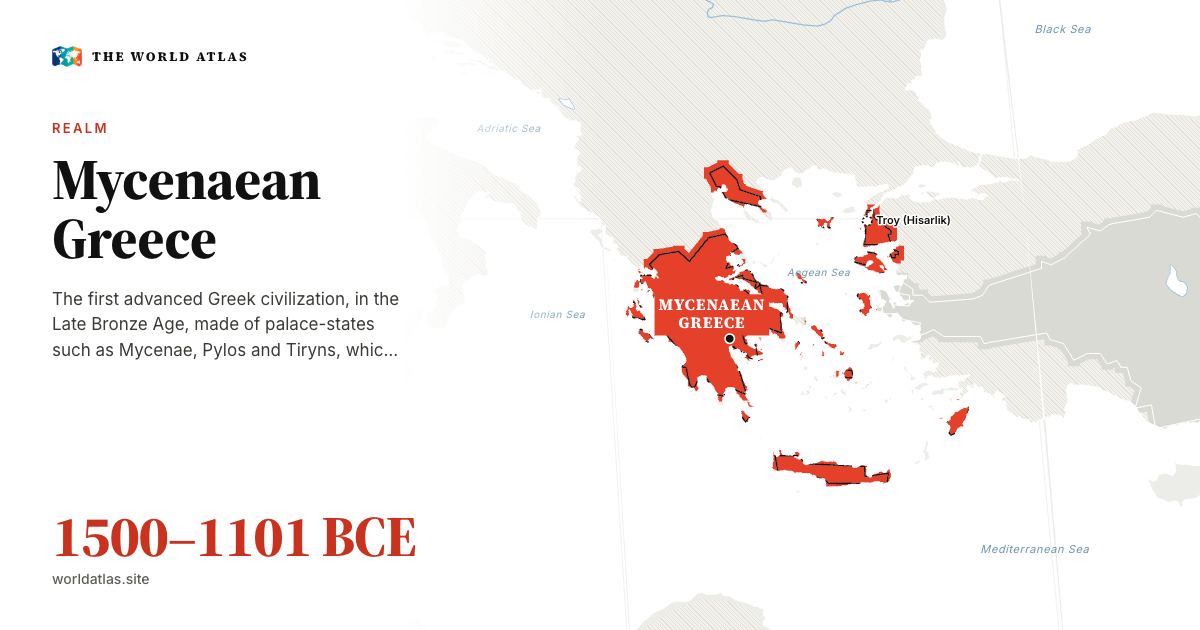 THE WORLD ATLAS
REALM
Mycenaean
Greece
The first advanced Greek civilization, in the
Late Bronze Age, made of palace-states
such as Mycenae, Pylos and Tiryns, whic...
1500–1101 BCE
worldatlas.site
Black Sea
Adriatic Sea
Troy (Hisarlik)
Aegean Sea
MYCENAEAN
GREECE
Ionian Sea
Mediterranean Sea